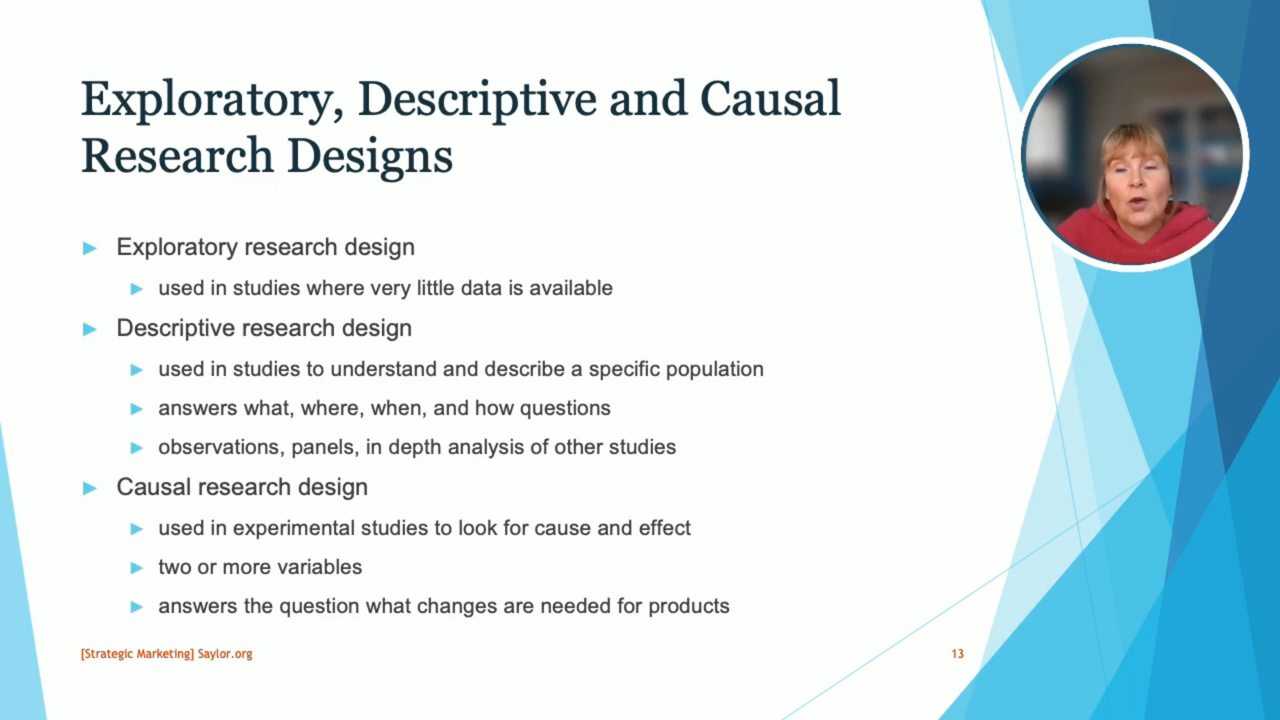 Exploratory, Descriptive and Causal
Research Designs
Exploratory research design
used in studies where very little data is available
Descriptive research design
used in studies to understand and describe a specific population
answers what, where, when, and how questions
observations, panels, in depth analysis of other studies
Causal research design
used in experimental studies to look for cause and effect
two or more variables
answers the question what changes are needed for products
[Strategic Marketing] Saylor.org
13